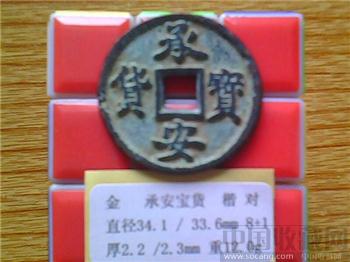 承安寶貨
金 承安宝货 楷 对
直径34.1 / 33.6mm 8+1
厚2.2 /2.3mm 重12.0g
中国收藏网
www.socang.com